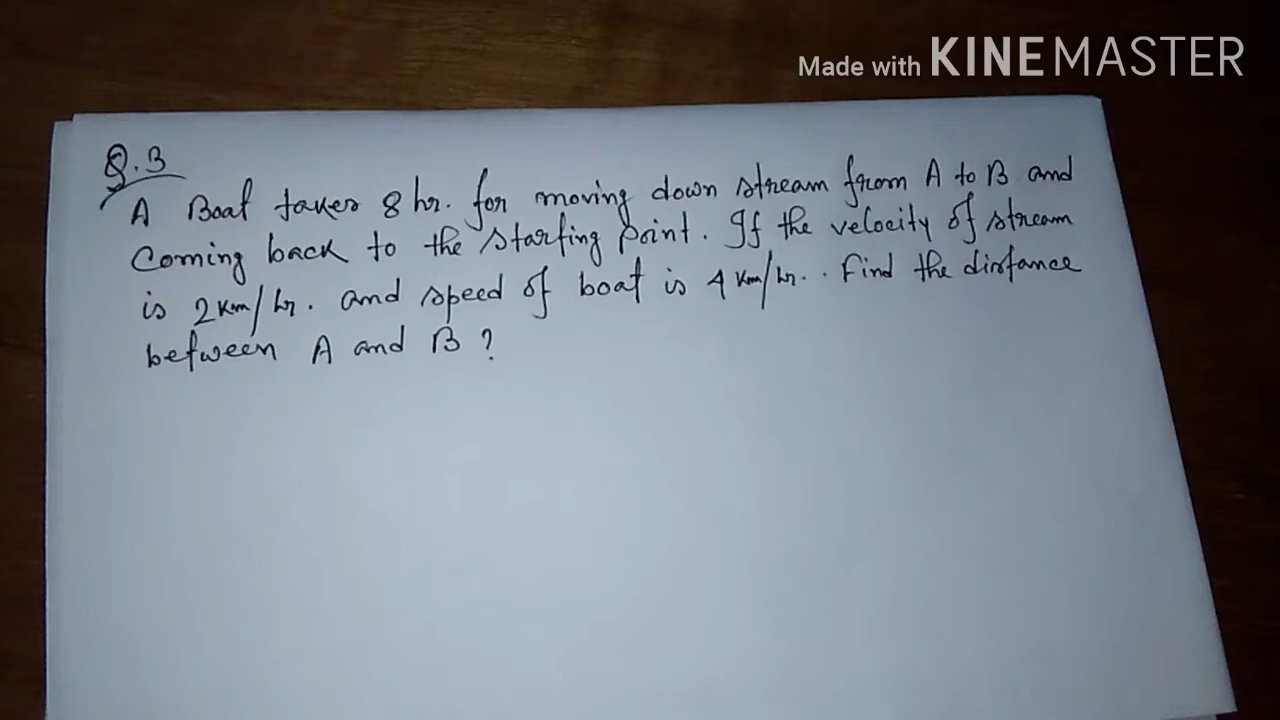 Made with KINEMASTER
Q.3
A Boat takes 8 hr. for moving down stream from A to B and
Coming back to the starting point. If the velocity of stream
is 2 km/hr. and speed of boat is 4 km/hr. . Find the distance
between A and B ?